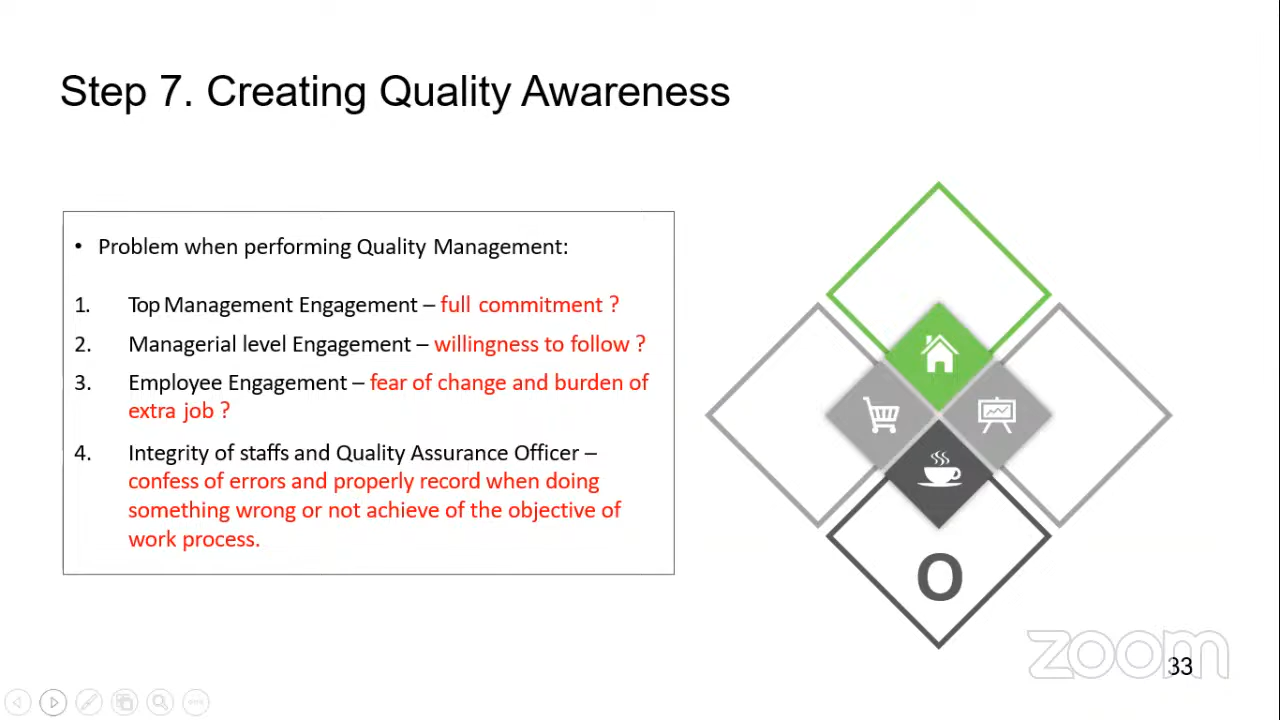 Step 7. Creating Quality Awareness
• Problem when performing Quality Management:
1. Top Management Engagement – full commitment ?
2. Managerial level Engagement – willingness to follow ?
3. Employee Engagement – fear of change and burden of
extra job ?
4. Integrity of staffs and Quality Assurance Officer –
confess of errors and properly record when doing
something wrong or not achieve of the objective of
work process.
O
zoom
33